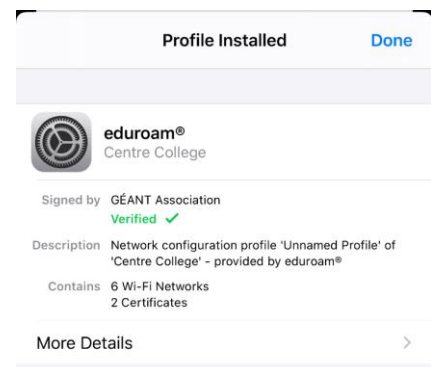 Profile Installed Done
eduroam®
Centre College
Signed by GÉANT Association
Verified ✓
Description Network configuration profile 'Unnamed Profile' of
'Centre College' - provided by eduroam®
Contains 6 Wi-Fi Networks
2 Certificates
More Details